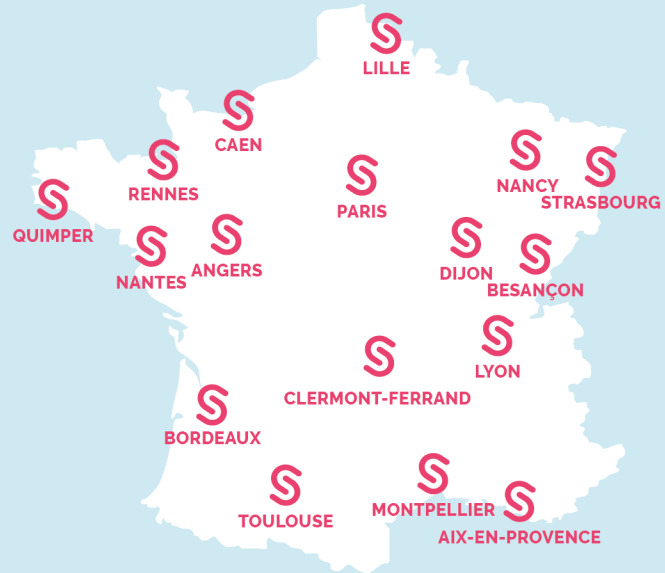 LILLE
CAEN
RENNES
NANCY
STRASBOURG
PARIS
QUIMPER
ANGERS
DIJON
NANTES
BESANÇON
LYON
CLERMONT-FERRAND
BORDEAUX
MONTPELLIER
TOULOUSE
AIX-EN-PROVENCE